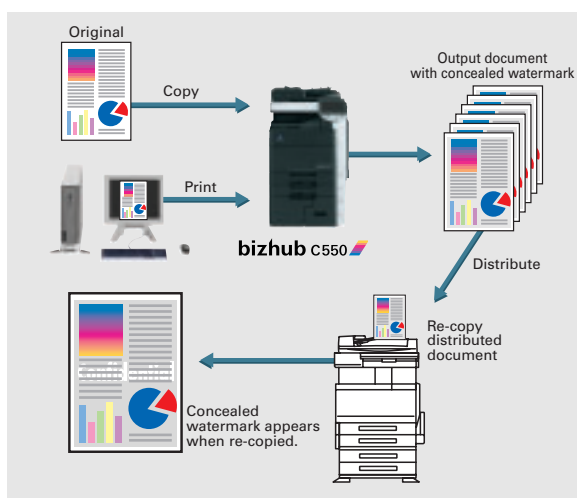 Original
Copy
Output document
with concealed watermark
Print
bizhub C550
Distribute
Re-copy
distributed
document
Concealed
watermark appears
when re-copied.